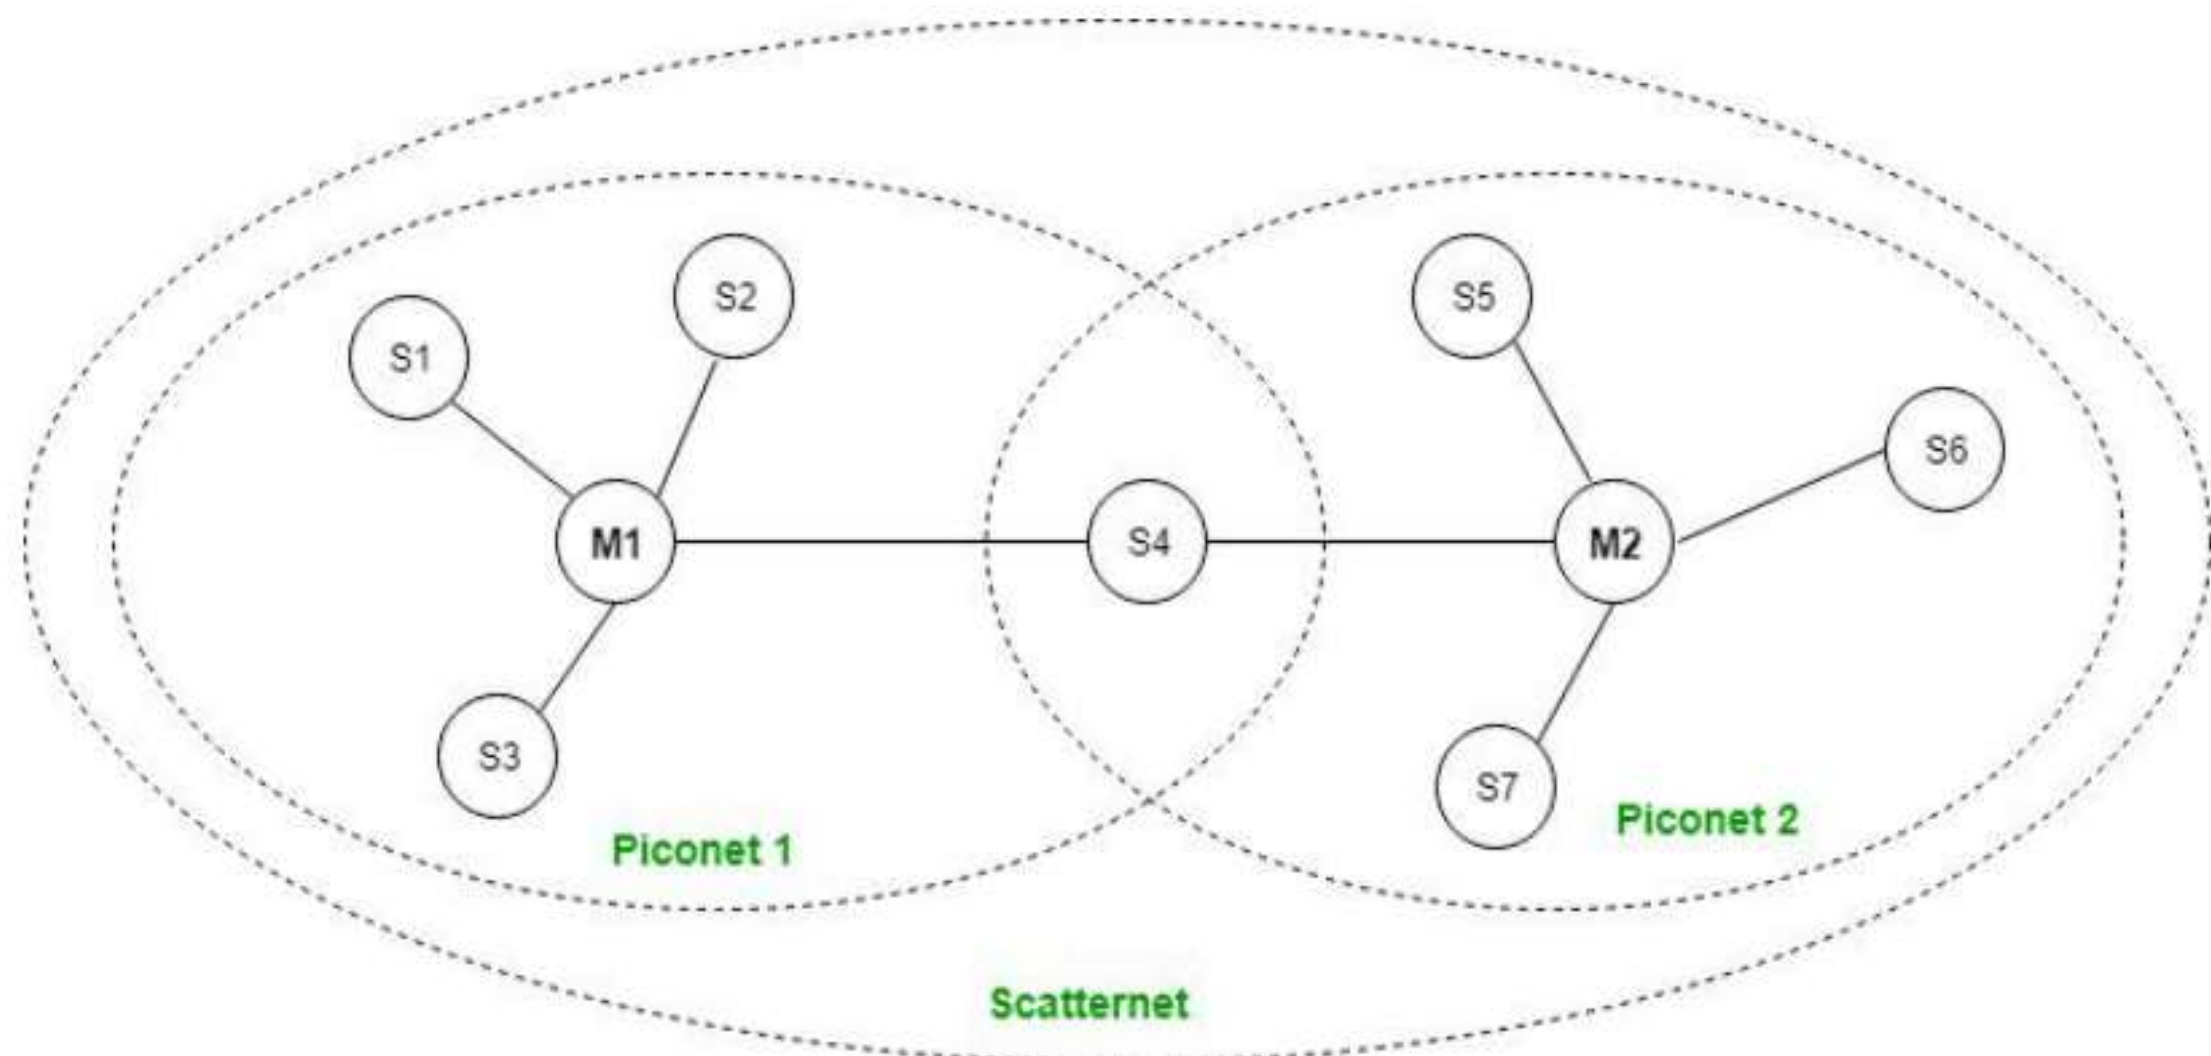 S2
S5
S1
S6
M1
S4
M2
S3
S7
Piconet 2
Piconet 1
Scatternet